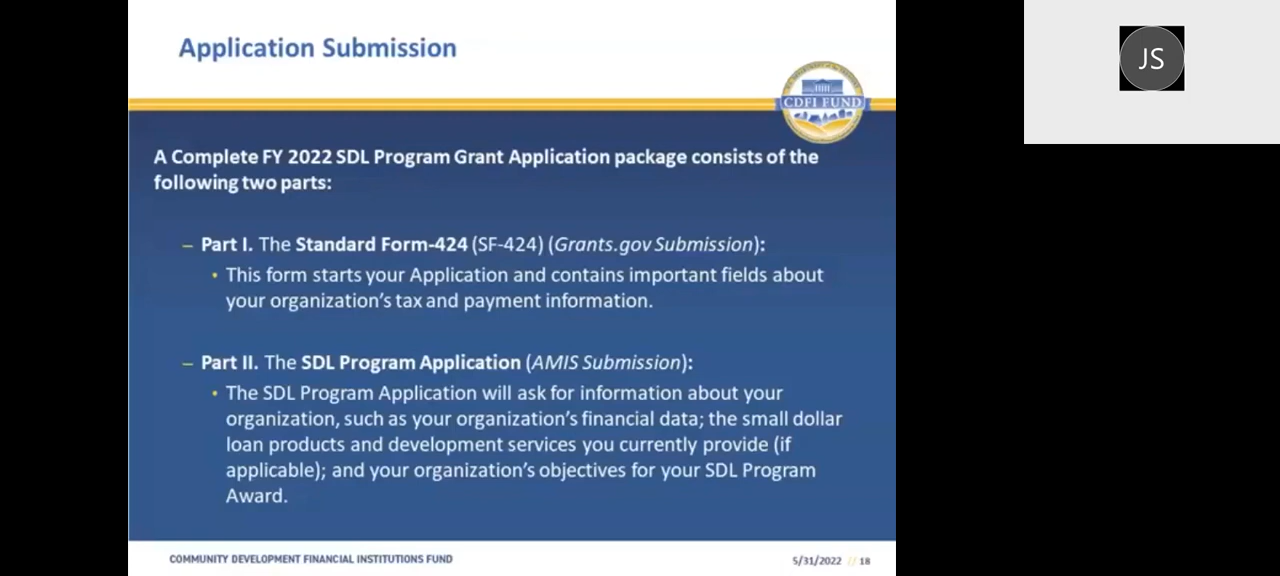 Application Submission
JS
CDFI FUND
A Complete FY 2022 SDL Program Grant Application package consists of the
following two parts:
– Part I. The Standard Form-424 (SF-424) (Grants.gov Submission):
• This form starts your Application and contains important fields about
your organization's tax and payment information.
– Part II. The SDL Program Application (AMIS Submission):
• The SDL Program Application will ask for information about your
organization, such as your organization's financial data; the small dollar
loan products and development services you currently provide (if
applicable); and your organization's objectives for your SDL Program
Award.
COMMUNITY DEVELOPMENT FINANCIAL INSTITUTIONS FUND
5/31/2022 // 18